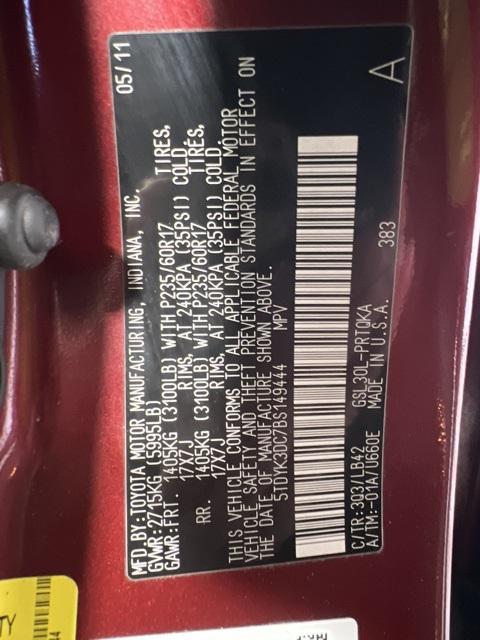 MFD. BY: TOYOTA MOTOR MANUFACTURING, INDIANA, INC. 05/11
GVWR: 2715KG (5995LB)
GAWR: FRT. 1405KG (3100LB) WITH P235/60R17 TIRES,
17X7J RIMS, AT 240KPA (35PSI) COLD.
RR. 1405KG (3100LB) WITH P235/60R17 TIRES,
17X7J RIMS, AT 240KPA (35PSI) COLD.
THIS VEHICLE CONFORMS TO ALL APPLICABLE FEDERAL MOTOR
VEHICLE SAFETY AND THEFT PREVENTION STANDARDS IN EFFECT ON
THE DATE OF MANUFACTURE SHOWN ABOVE.
5TDYK3DC7BS149444 MPV
C/TR:3Q3/LB42 GSL30L-PRTQKA 383 A
A/TM:-01A/U660E MADE IN U.S.A.
TY